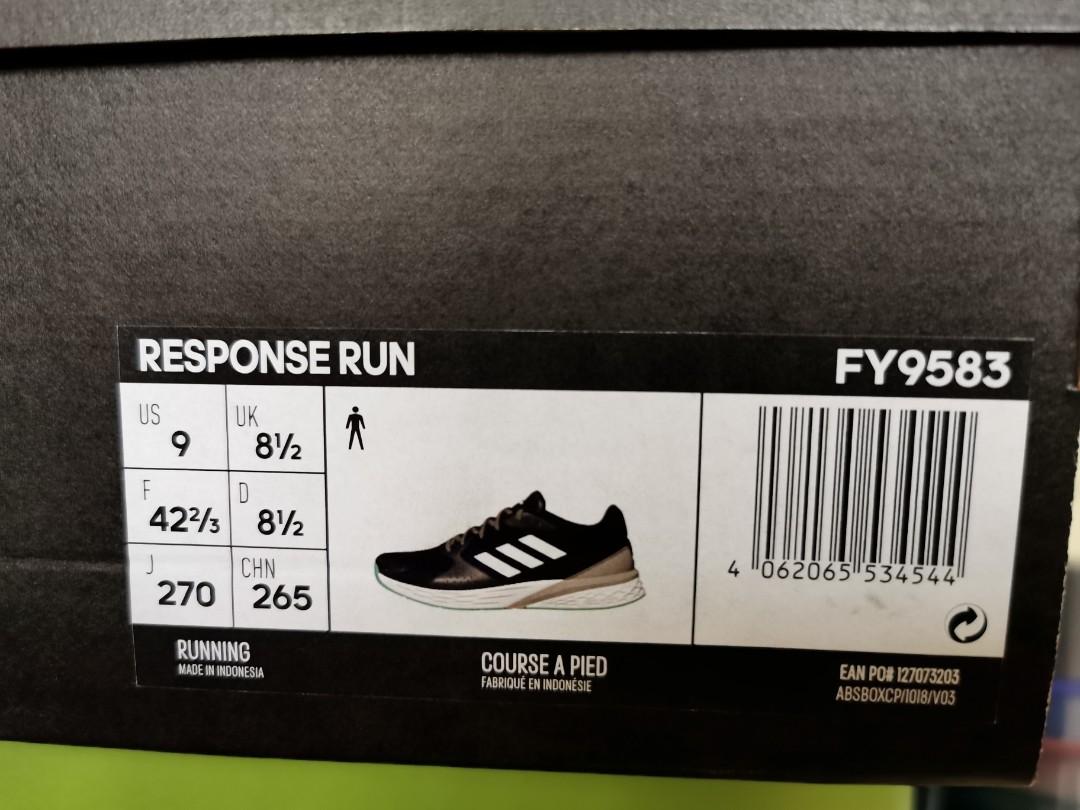 RESPONSE RUN
FY9583
US
9
UK
8½
F
42⅔
D
8½
J
270
CHN
265
4 062065 534544
RUNNING
MADE IN INDONESIA
COURSE A PIED
FABRIQUÉ EN INDONÉSIE
EAN PO# 127073203
ABSBOXCP/1018/V03